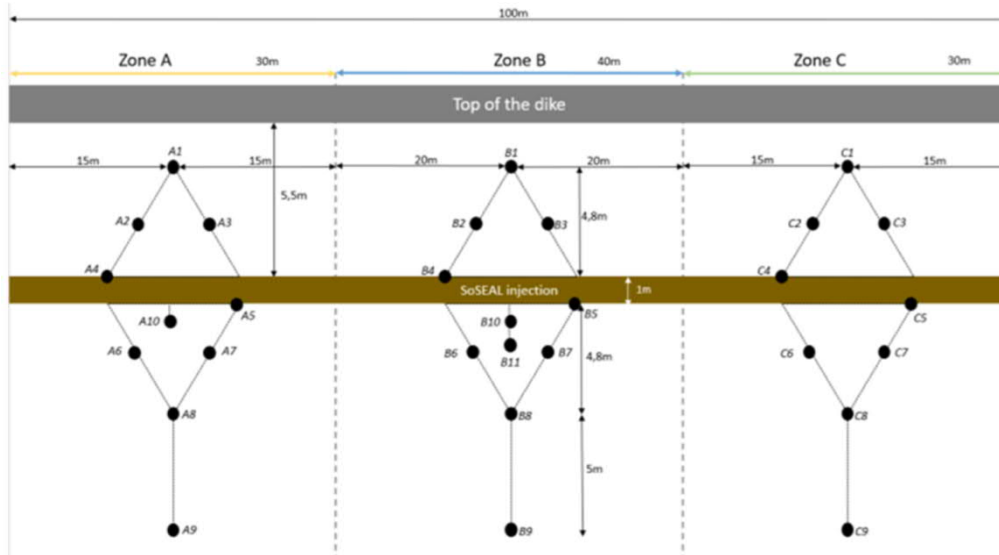 100m
Zone A 30m Zone B 40m Zone C 30m
Top of the dike
15m A1 15m 20m B1 20m 15m C1 15m
5,5m
A2 A3 B2 B3 4,8m C2 C3
A4 B4 C4
SoSEAL injection 1m
A5 B5 C5
A10 B10
A6 A7 B6 B11 B7 4,8m C6 C7
A8 B8 C8
5m
A9 B9 C9